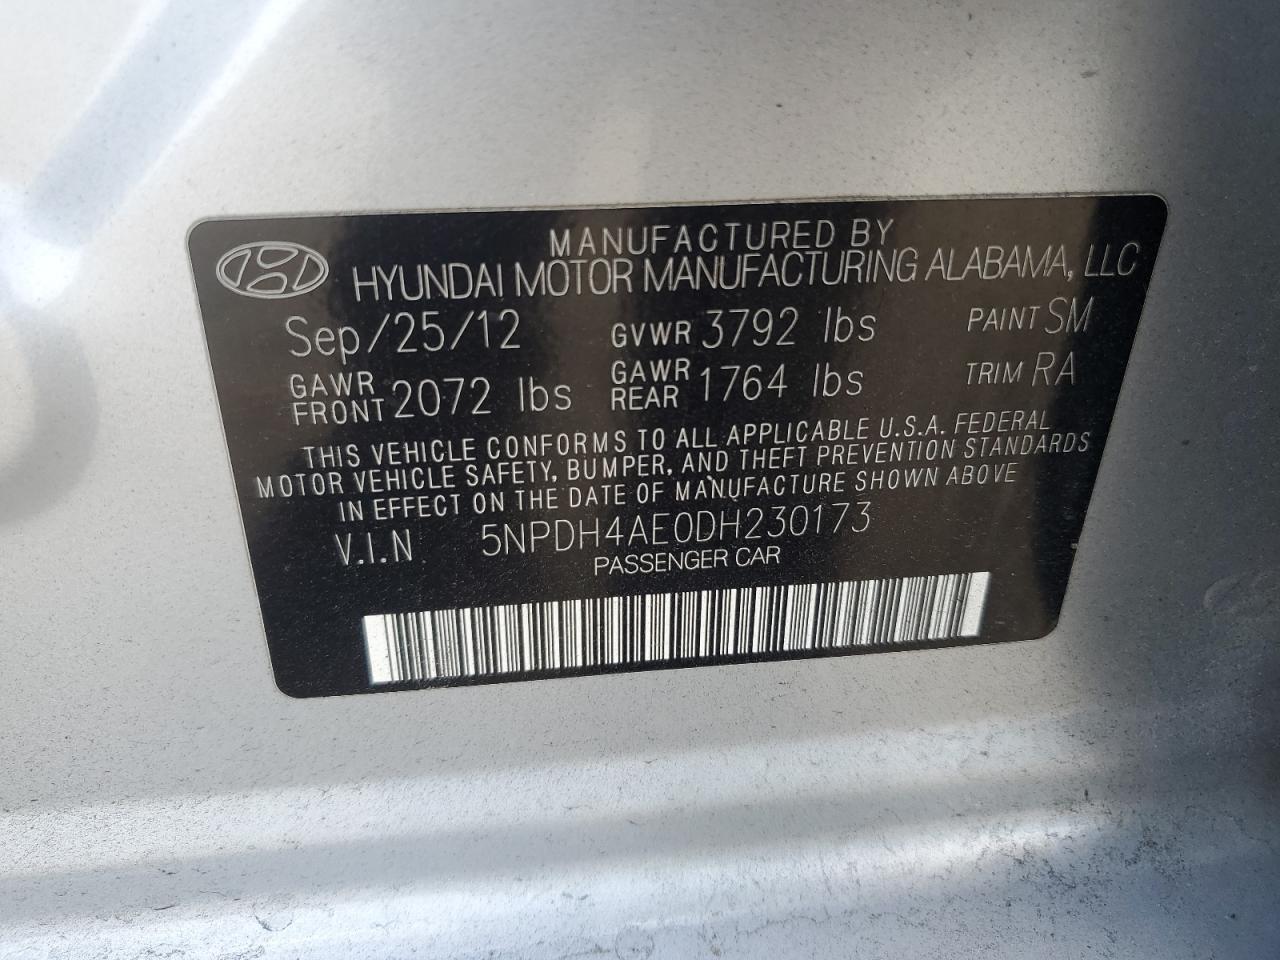 MANUFACTURED BY
HYUNDAI MOTOR MANUFACTURING ALABAMA, LLC
Sep/25/12 GVWR 3792 lbs PAINT SM
GAWR FRONT 2072 lbs GAWR REAR 1764 lbs TRIM RA
THIS VEHICLE CONFORMS TO ALL APPLICABLE U.S.A. FEDERAL
MOTOR VEHICLE SAFETY, BUMPER, AND THEFT PREVENTION STANDARDS
IN EFFECT ON THE DATE OF MANUFACTURE SHOWN ABOVE
V.I.N 5NPDH4AE0DH230173
PASSENGER CAR